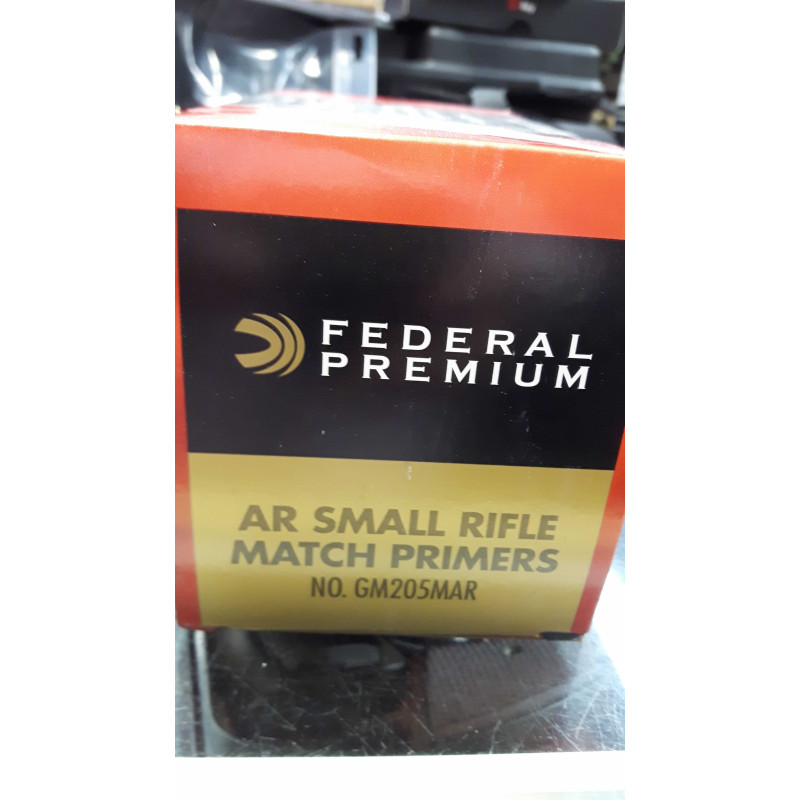 FEDERAL
PREMIUM
AR SMALL RIFLE
MATCH PRIMERS
NO. GM205MAR